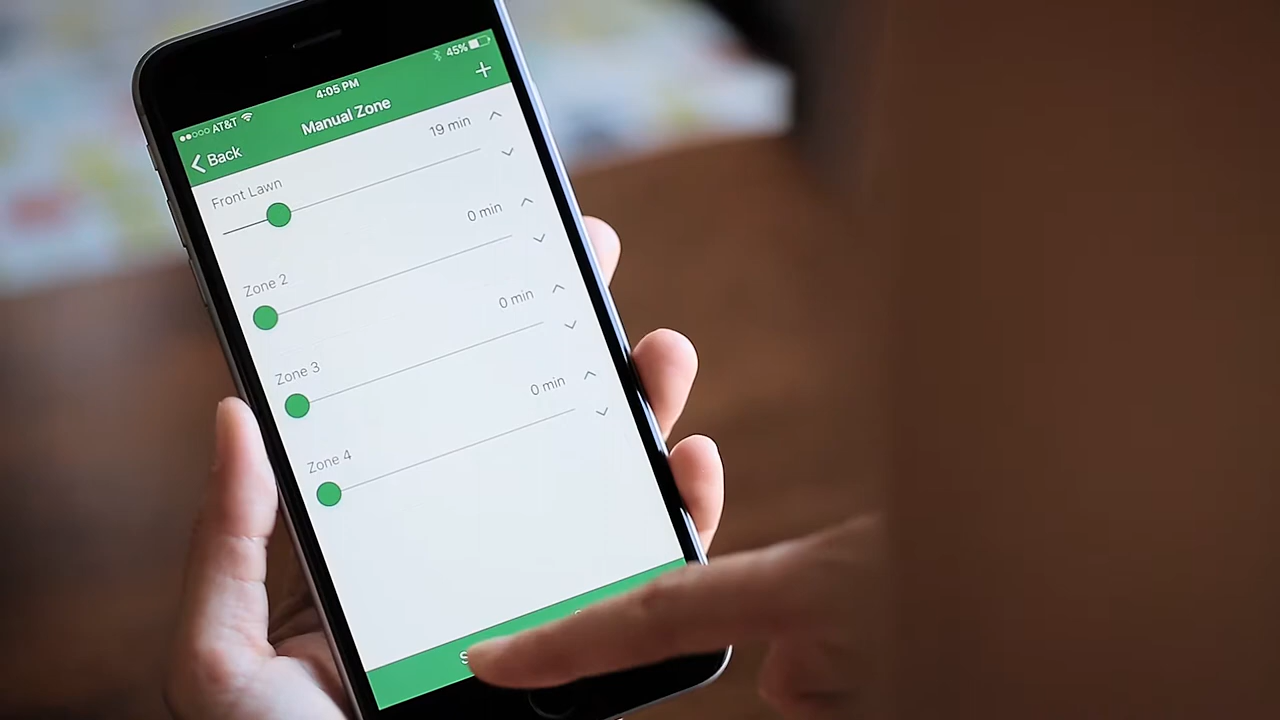 AT&T 4:05 PM 45%
Back Manual Zone +
Front Lawn 19 min
Zone 2 0 min
Zone 3 0 min
Zone 4 0 min